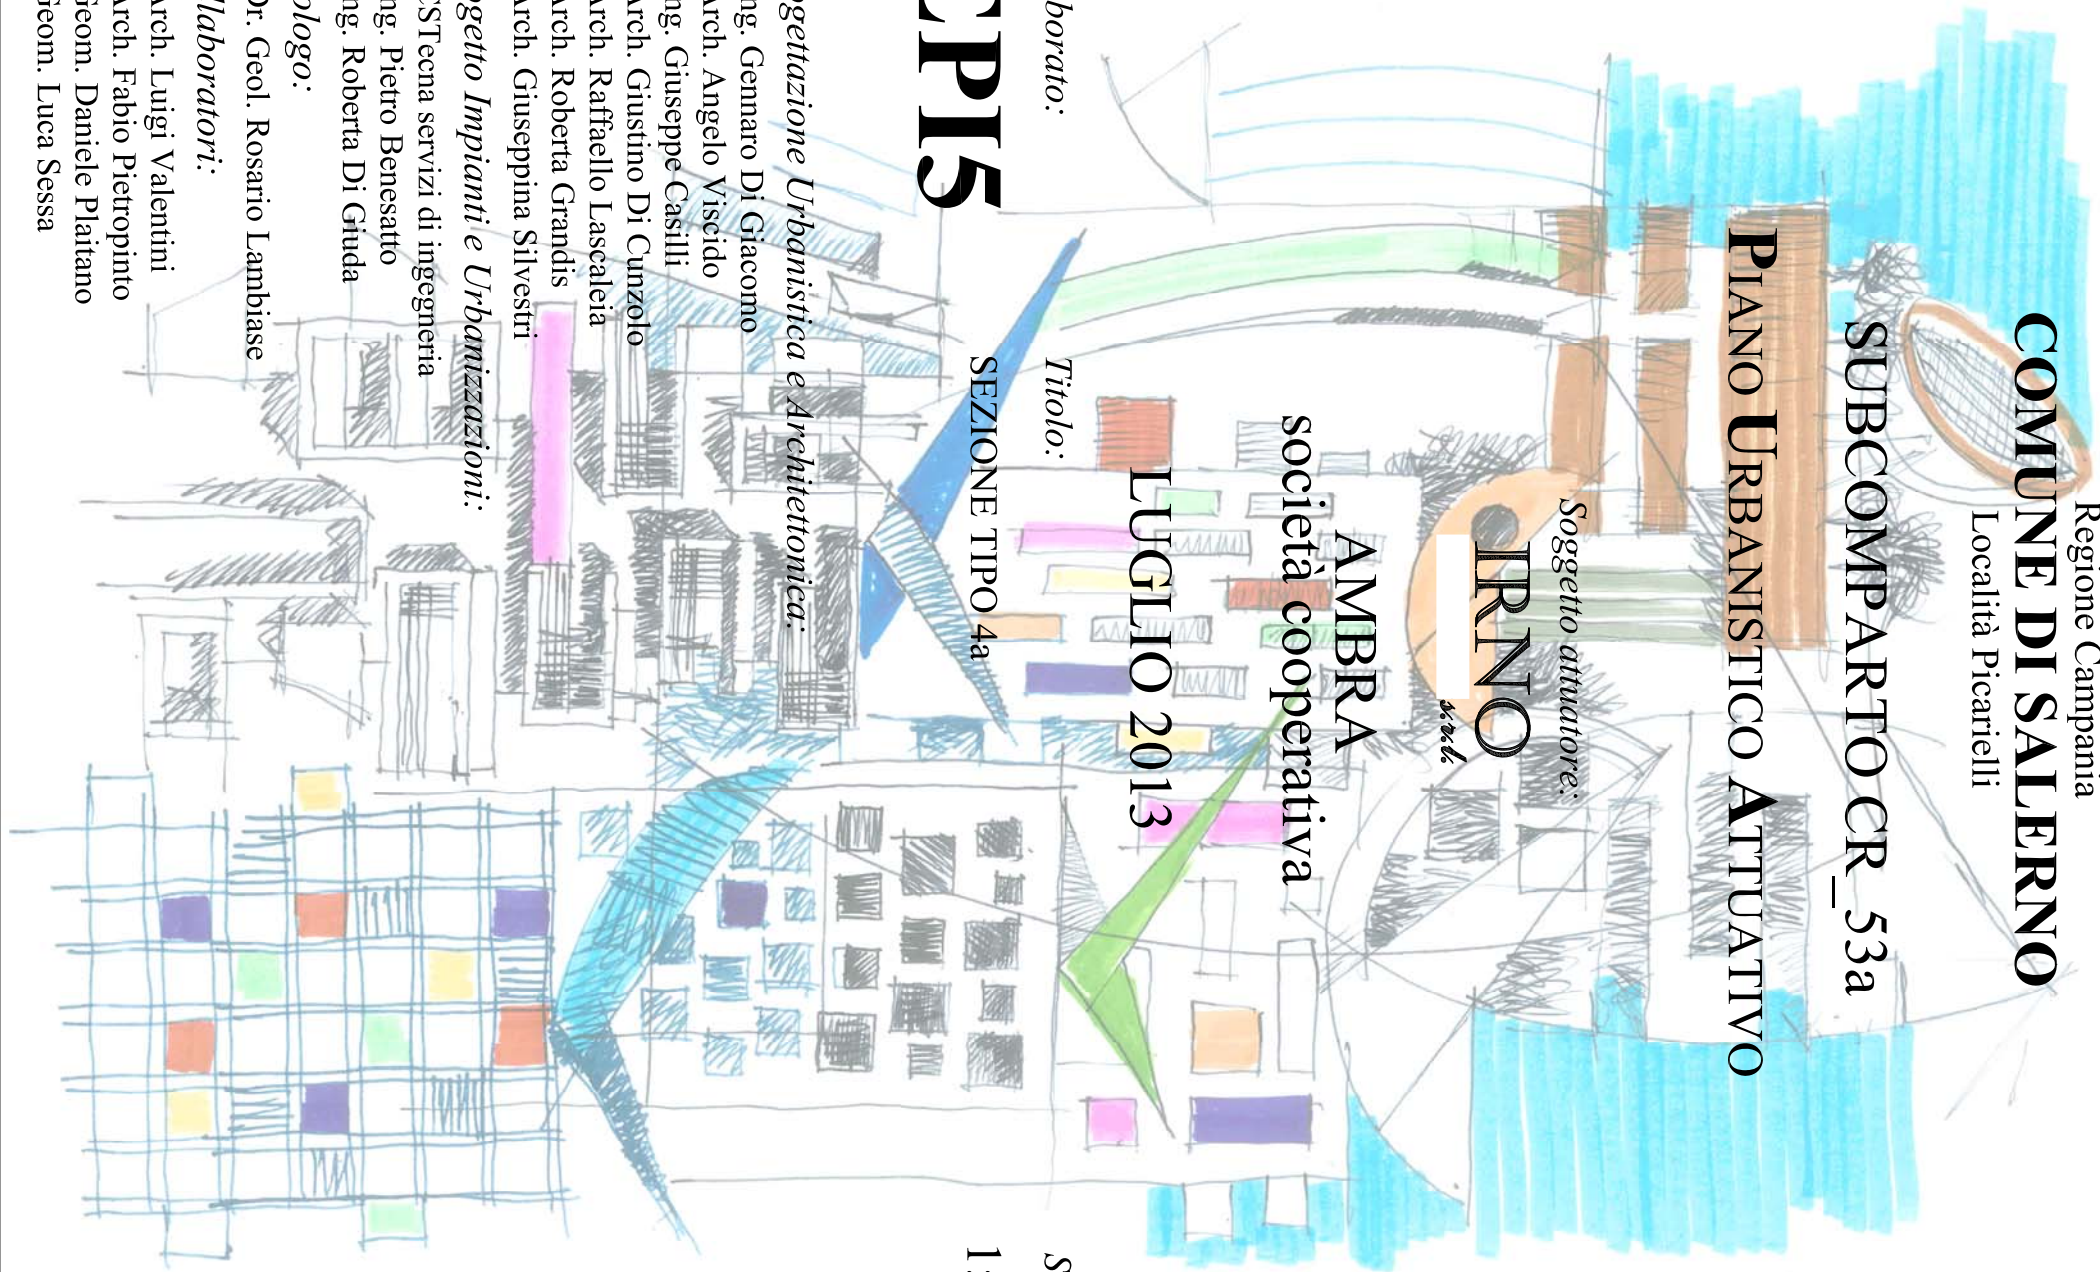 Regione Campania
COMUNE DI SALERNO
Località Picarielli
SUBCOMPARTO CR_53a
PIANO URBANISTICO ATTUATIVO
Soggetto attuatore:
IRNO
s.r.l.
AMBRA
società cooperativa
LUGLIO 2013
borato:
Titolo:
S
CPI5
SEZIONE TIPO 4a
1:
ogettazione Urbanistica e Architettonica:
ng. Gennaro Di Giacomo
Arch. Angelo Viscido
ng. Giuseppe Casilli
Arch. Giustino Di Cunzolo
Arch. Raffaello Lascaleia
Arch. Roberta Grandis
Arch. Giuseppina Silvestri
ogetto Impianti e Urbanizzazioni:
CSTecna servizi di ingegneria
ng. Pietro Benesatto
ng. Roberta Di Giuda
ologo:
Dr. Geol. Rosario Lambiase
llaboratori:
Arch. Luigi Valentini
Arch. Fabio Pietropinto
Geom. Daniele Plaitano
Geom. Luca Sessa